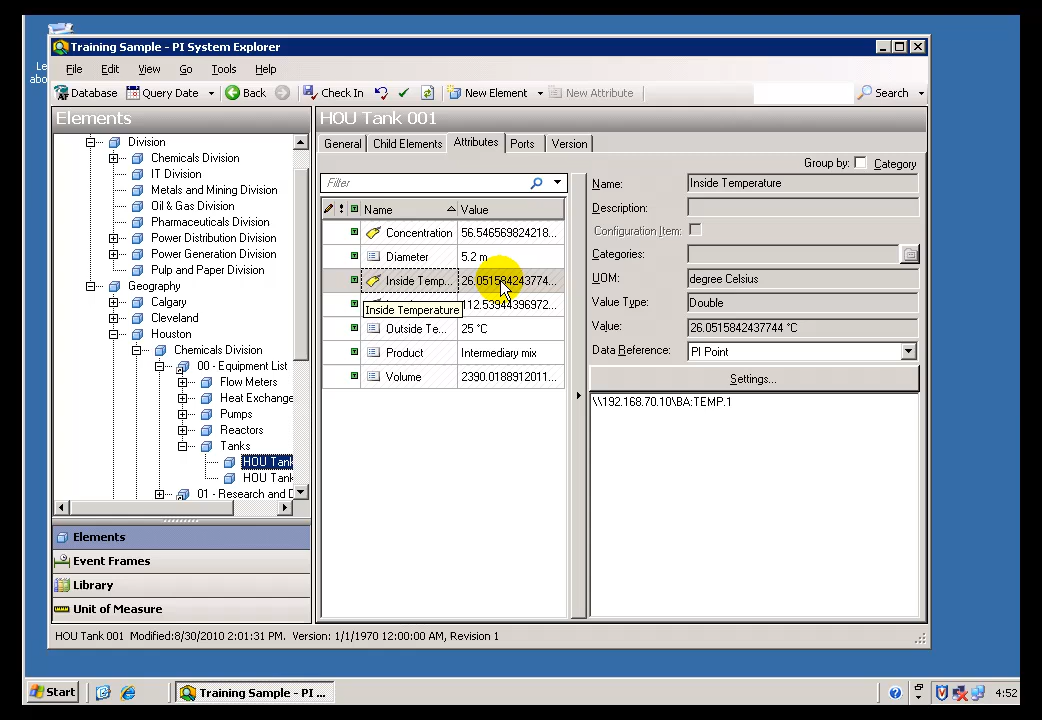 Le
abo
Training Sample - PI System Explorer
File Edit View Go Tools Help
Database Query Date Back Check In New Element New Attribute Search
Elements
HOU Tank 001
Division
Chemicals Division
IT Division
Metals and Mining Division
Oil & Gas Division
Pharmaceuticals Division
Power Distribution Division
Power Generation Division
Pulp and Paper Division
Geography
Calgary
Cleveland
Houston
Chemicals Division
00 - Equipment List
Flow Meters
Heat Exchange
Pumps
Reactors
Tanks
HOU Tank
HOU Tank
01 - Research and D
Elements
Event Frames
Library
Unit of Measure
General Child Elements Attributes Ports Version
Group by: Category
Filter
Name Value
Concentration 56.546569824218...
Diameter 5.2 m
Inside Temp... 26.051584243774...
112.53944396972...
Inside Temperature
Outside Te... 25 °C
Product Intermediary mix
Volume 2390.0188912011...
Name: Inside Temperature
Description:
Configuration Item:
Categories:
UOM: degree Celsius
Value Type: Double
Value: 26.0515842437744 °C
Data Reference: PI Point
Settings...
\\192.168.70.10\BA:TEMP.1
HOU Tank 001 Modified:8/30/2010 2:01:31 PM. Version: 1/1/1970 12:00:00 AM, Revision 1
Start Training Sample - PI ... 4:52